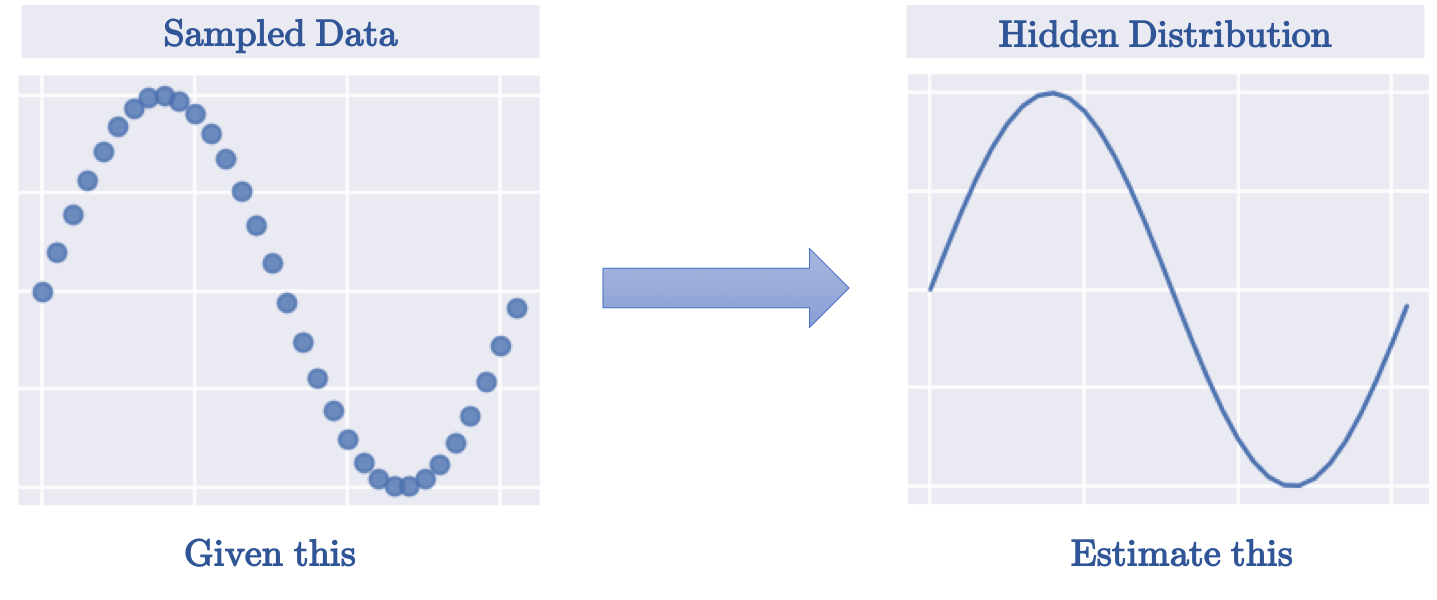 Sampled Data
Hidden Distribution
Given this
Estimate this